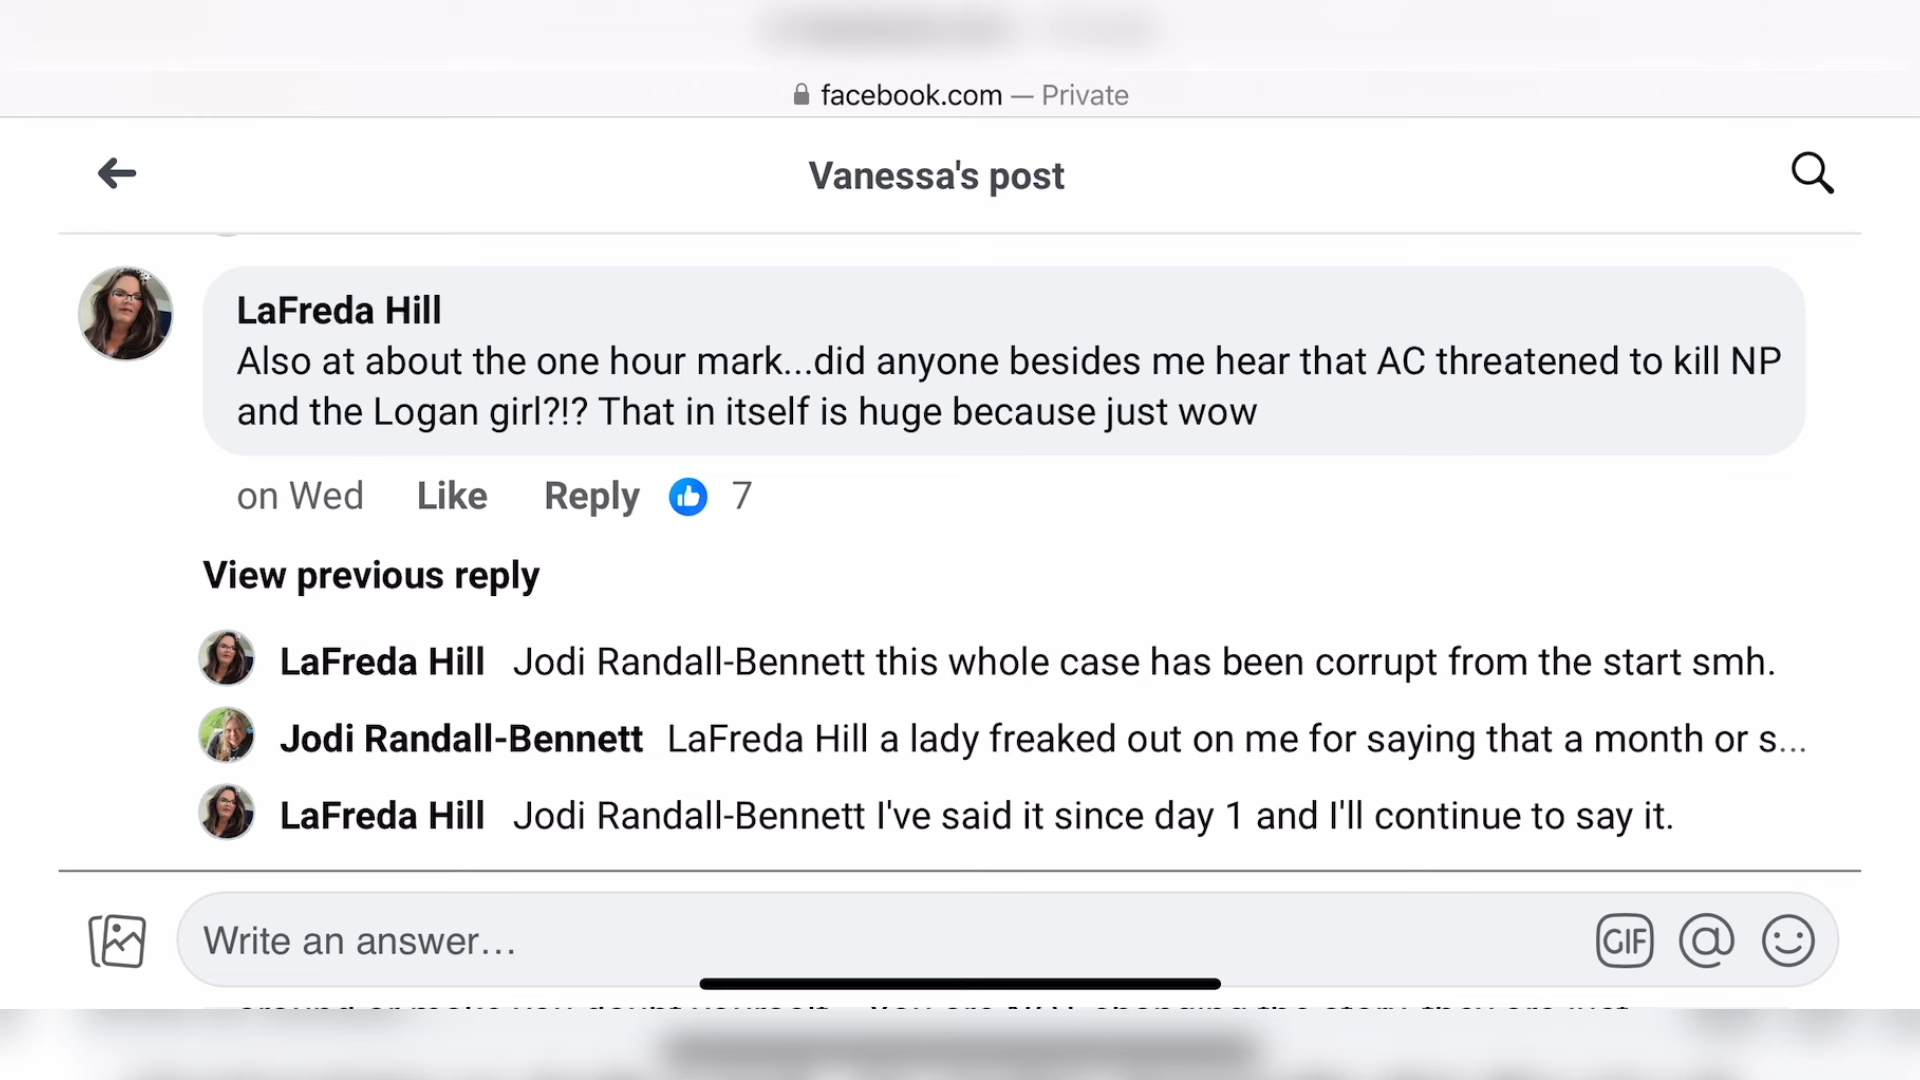 facebook.com — Private
Vanessa's post
LaFreda Hill
Also at about the one hour mark...did anyone besides me hear that AC threatened to kill NP
and the Logan girl?!? That in itself is huge because just wow
on Wed Like Reply 7
View previous reply
LaFreda Hill Jodi Randall-Bennett this whole case has been corrupt from the start smh.
Jodi Randall-Bennett LaFreda Hill a lady freaked out on me for saying that a month or s...
LaFreda Hill Jodi Randall-Bennett I've said it since day 1 and I'll continue to say it.
Write an answer... GIF @